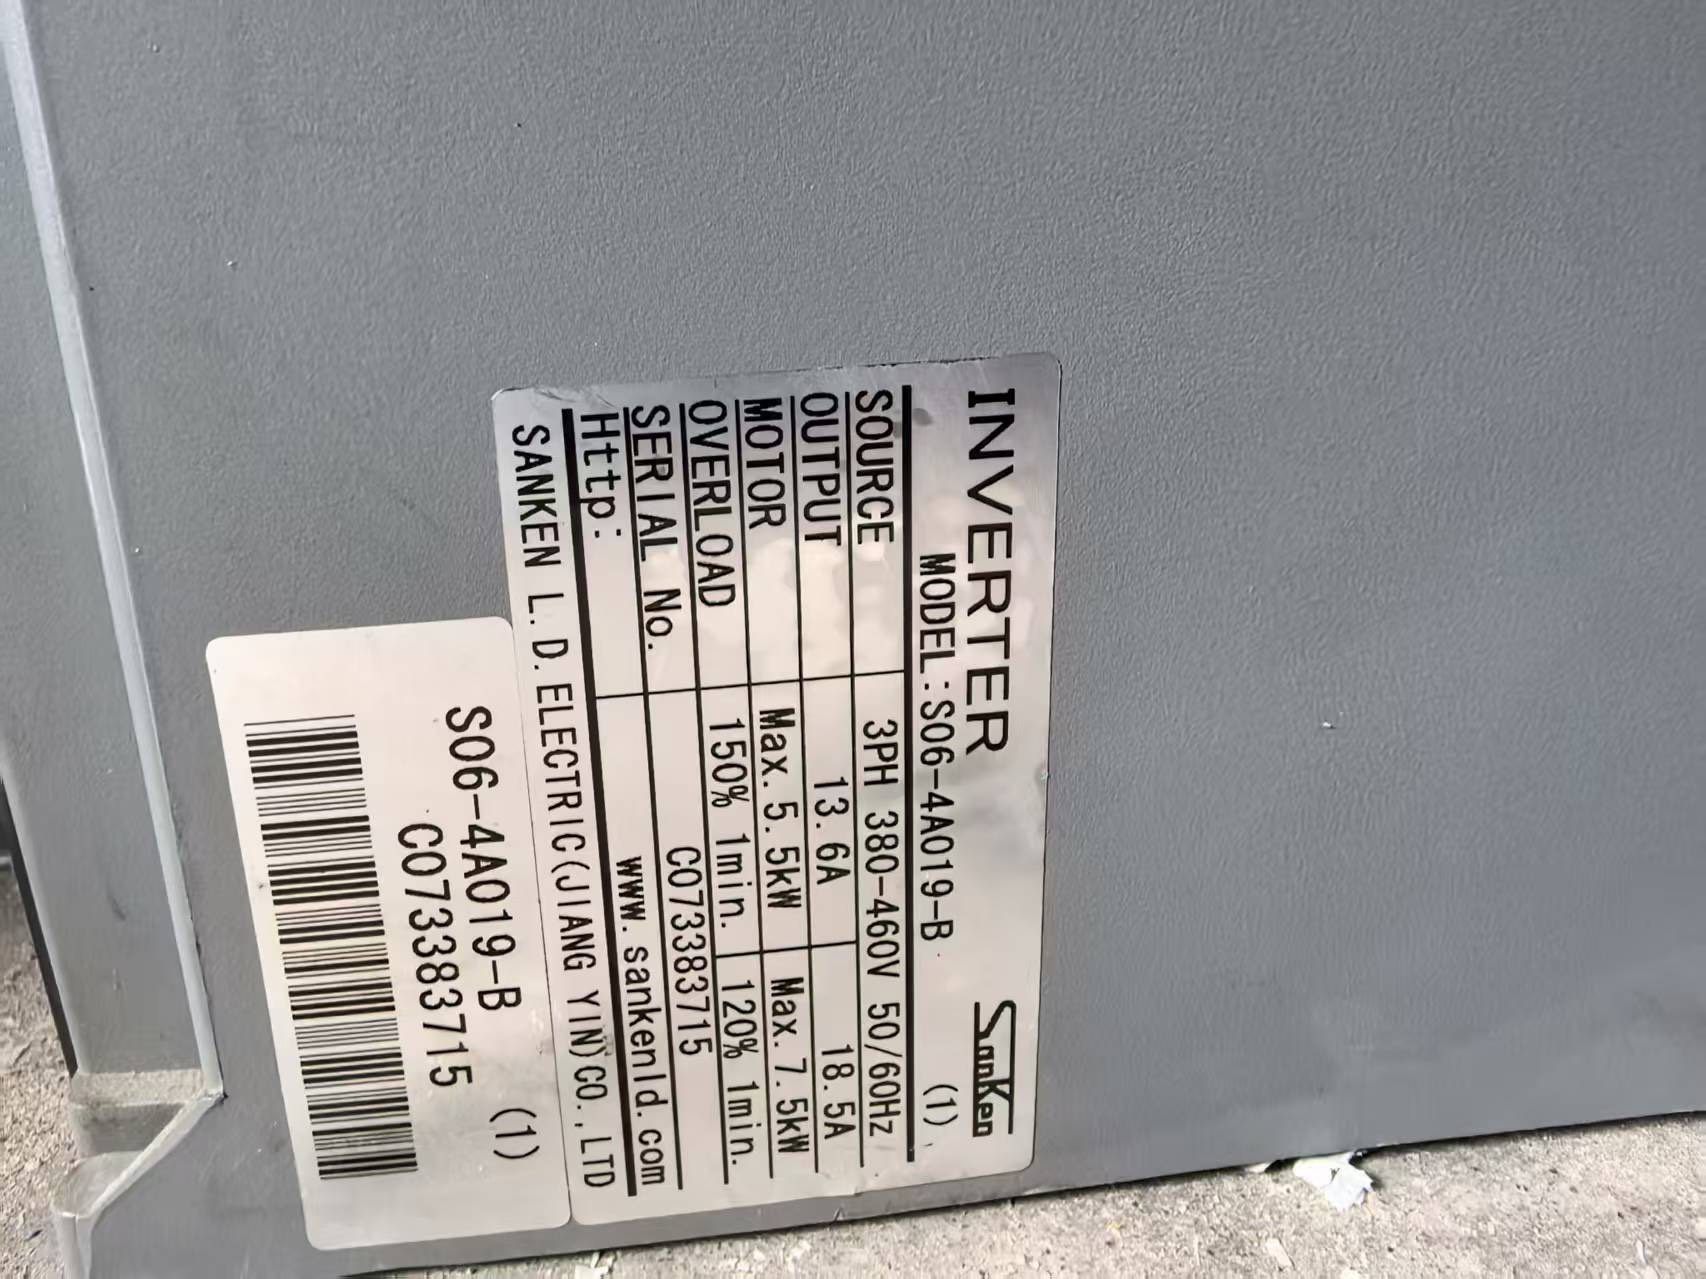 INVERTER Sanken
MODEL:S06-4A019-B (1)
SOURCE 3PH 380-460V 50/60Hz
OUTPUT 13.6A 18.5A
MOTOR Max.5.5kW Max.7.5kW
OVERLOAD 150% 1min. 120% 1min.
SERIAL No. C07338 3715
Http: www.sankenld.com
SANKEN L.D.ELECTRIC(JIANG YIN)CO.,LTD
S06-4A019-B (1)
C073383715